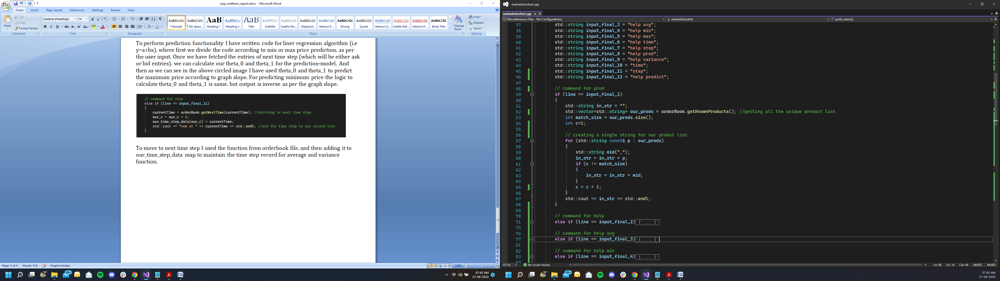 oop_midterm_report.docx - Microsoft Word
Home Insert Page Layout References Mailings Review View
Paste
Cut
Copy
Format Painter
Clipboard
Cambria (Headings) 14
Font
Paragraph
AaBbCcDc AaBbCcDc AaB AaBbCc AaB AaBbCc. AaBbCcDc AaBbCcDc AaBbCcDc AaBbCcDc AaBbCcDc AaBbCcDc AABBCCDC AABBCCDC AABBCCDC
¶ Normal ¶ No Spaci... Heading 1 Heading 2 Title Subtitle Subtle Em... Emphasis Intense E... Strong Quote Intense Q... Subtle Ref... Intense R... Book Title
Change Styles
Styles
Find
Replace
Select
Editing
To perform prediction functionality I have written code for liner regression algorithm (i.e
y=a+bx), where first we divide the code according to min or max price prediction, as per
the user input. Once we have fetched the entries of next time step (which will be either ask
or bid entries), we can calculate our theta_0 and theta_1 for the prediction-model. And
then as we can see in the above circled image I have used theta_0 and theta_1 to predict
the maximum price according to graph slope. For predicting minimum price the logic to
calculate theta_0 and theta_1 is same, but output is inverse as per the graph slope.
// command for step
else if (line == input_final_11)
{
currentTime = orderBook.getNextTime(currentTime); //shifting to next time step
our_c = our_c + 1;
our_time_step_data[our_c] = currentTime;
std::cout << "now at " << currentTime << std::endl; //and the time step to our record list
}
To move to next time step I used the function from orderbook file, and then adding it to
our_time_step_data map to maintain the time step record for average and variance
function.
Page: 5 of 5 Words: 518 English (India) 120%
31° 99+ 07:42 AM
27-06-2022 4
mainadvisorbot.cpp
mainadvisorbot.cpp
Miscellaneous Files - No Configurations mainadvisorbot print_menu()
37 std::string input_final_3 = "help avg";
38 std::string input_final_4 = "help min";
39 std::string input_final_5 = "help max";
40 std::string input_final_6 = "help time";
41 std::string input_final_7 = "help step";
42 std::string input_final_8 = "help prod";
43 std::string input_final_9 = "help variance";
44 std::string input_final_10 = "time";
45 std::string input_final_11 = "step";
46 std::string input_final_12 = "help predict";
47
48 // command for prod
49 if (line == input_final_1)
50 {
51 std::string in_str = "";
52 std::vector<std::string> our_prods = orderBook.getKnownProducts(); //getting all the unique product list
53 int match_size = our_prods.size();
54 int c=1;
55
56 // creating a single string for our produt list
57 for (std::string const& p : our_prods)
58 {
59 std::string mid(",");
60 in_str = in_str + p;
61 if (c != match_size)
62 {
63 in_str = in_str + mid;
64 }
65 c = c + 1;
66 }
67 std::cout << in_str << std::endl;
68 }
69
70 // command for help
71 else if (line == input_final_2){ ... }
75
76 // command for help avg
77 else if (line == input_final_3){ ... }
81
82 // command for help min
83 else if (line == input_final_4){ ... }
87
131 % No issues found Ln: 80 Ch: 10 Col: 49 MIXED MIXED
31° 99+ 07:42 AM
27-06-2022